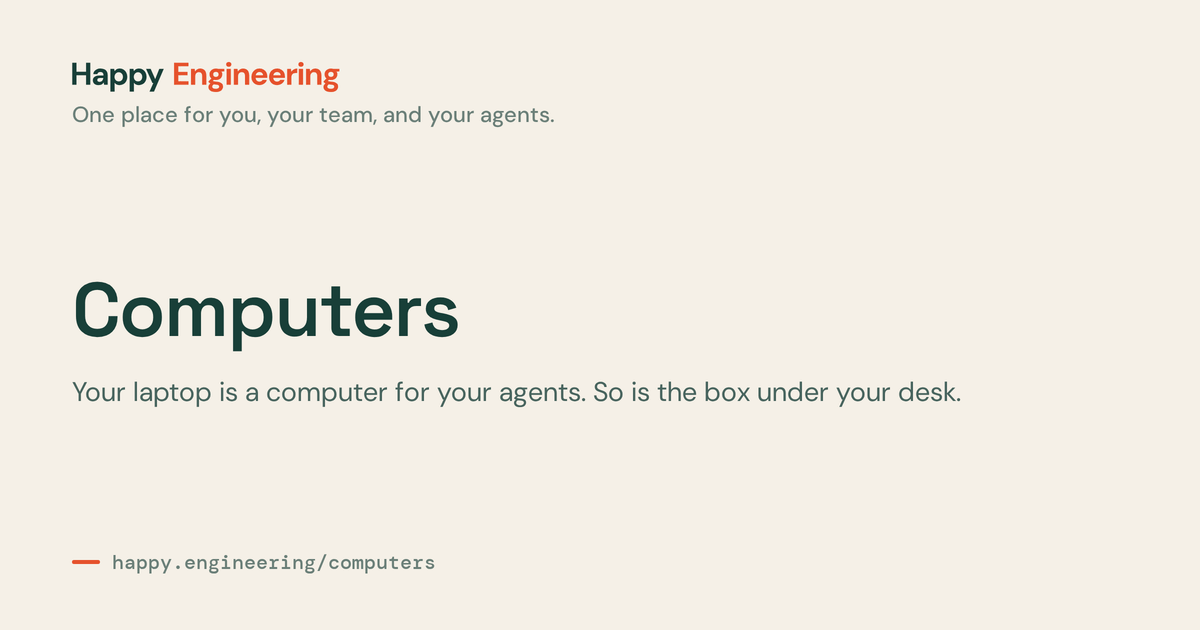 Happy Engineering
One place for you, your team, and your agents.
Computers
Your laptop is a computer for your agents. So is the box under your desk.
happy.engineering/computers